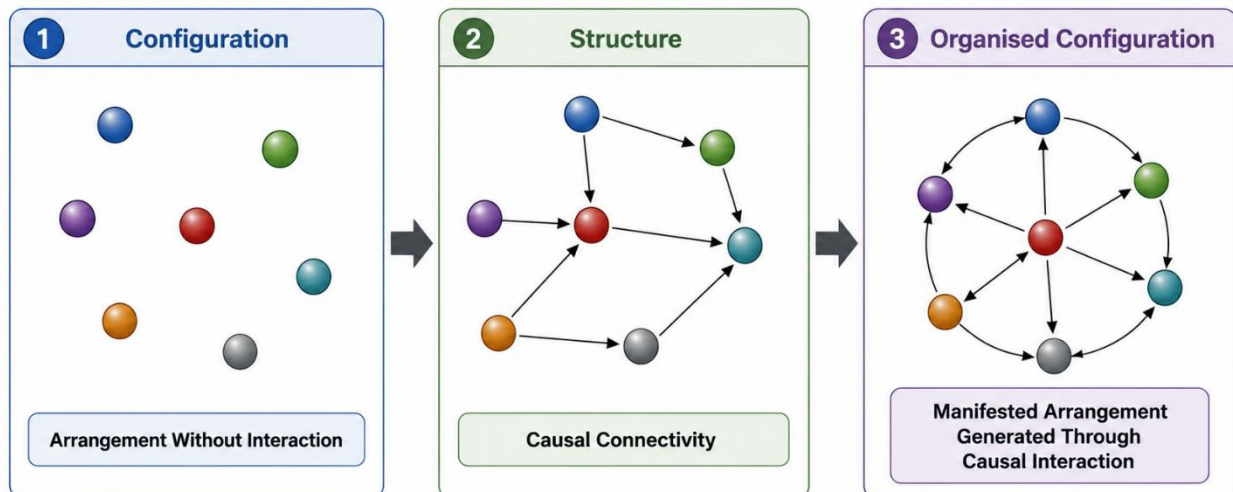 1 Configuration
Arrangement Without Interaction
2 Structure
Causal Connectivity
3 Organised Configuration
Manifested Arrangement
Generated Through
Causal Interaction